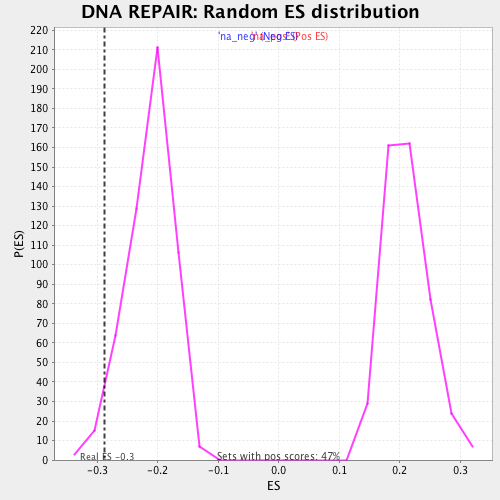 DNA REPAIR: Random ES distribution
'na_neg' (Neg ES)
'na_pos' (Pos ES)
220
210
200
190
180
170
160
150
140
130
120
110
100
90
80
70
60
50
40
30
20
10
0
P(ES)
Real ES -0.3
Sets with pos scores: 47%
-0.3 -0.2 -0.1 0.0 0.1 0.2 0.3
ES